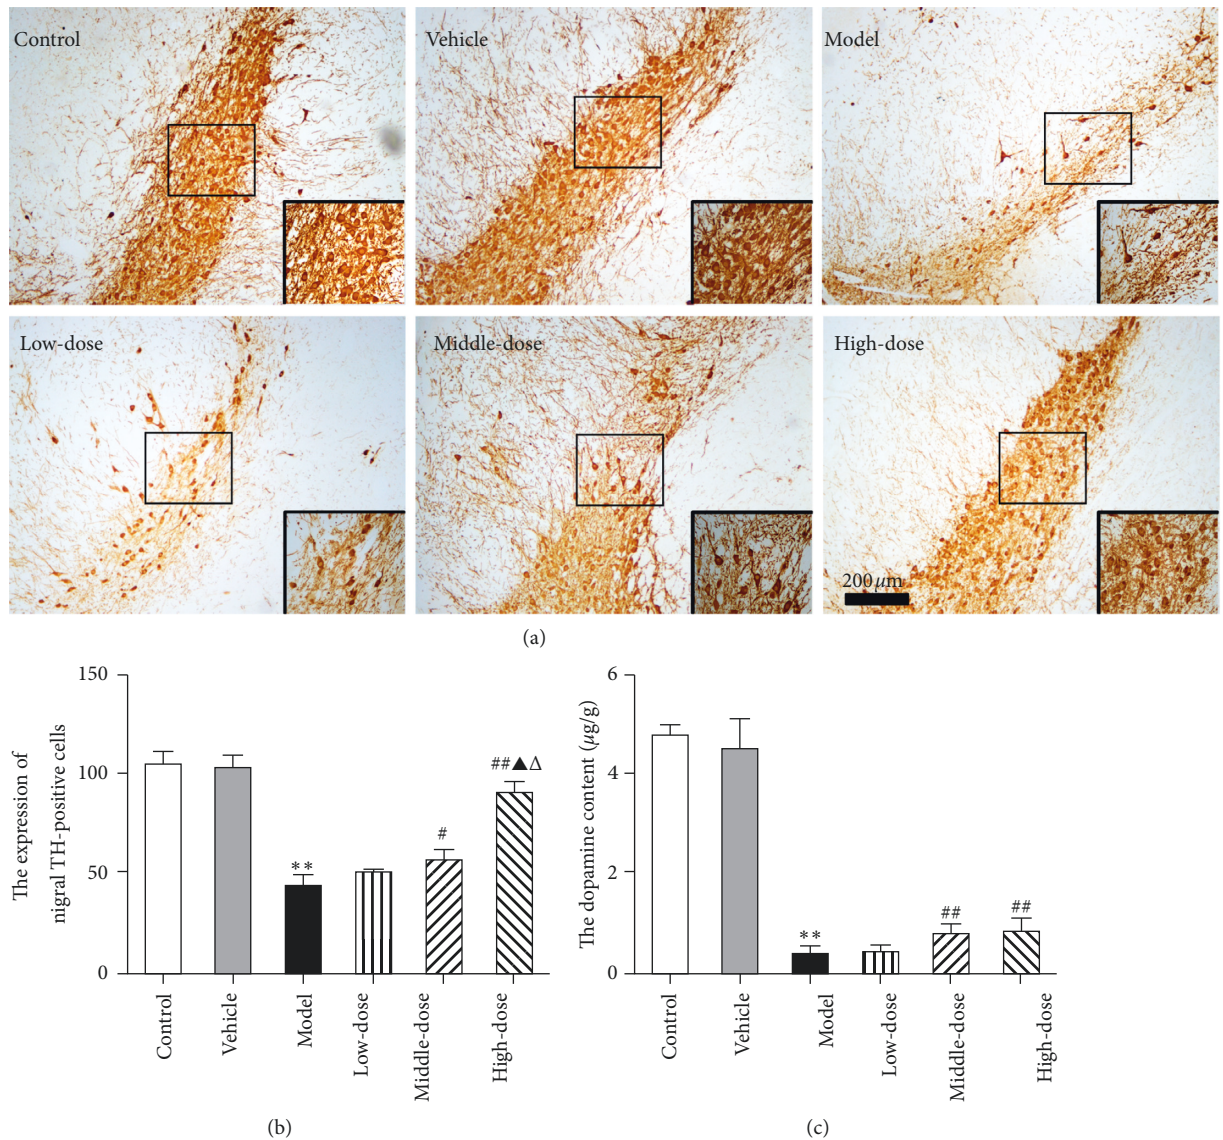 Control
Vehicle
Model
Low-dose
Middle-dose
High-dose
200 μm
(a)
The expression of
nigral TH-positive cells
150
100
50
0
**
#
##▲Δ
Control
Vehicle
Model
Low-dose
Middle-dose
High-dose
(b)
The dopamine content (μg/g)
6
4
2
0
**
##
##
Control
Vehicle
Model
Low-dose
Middle-dose
High-dose
(c)